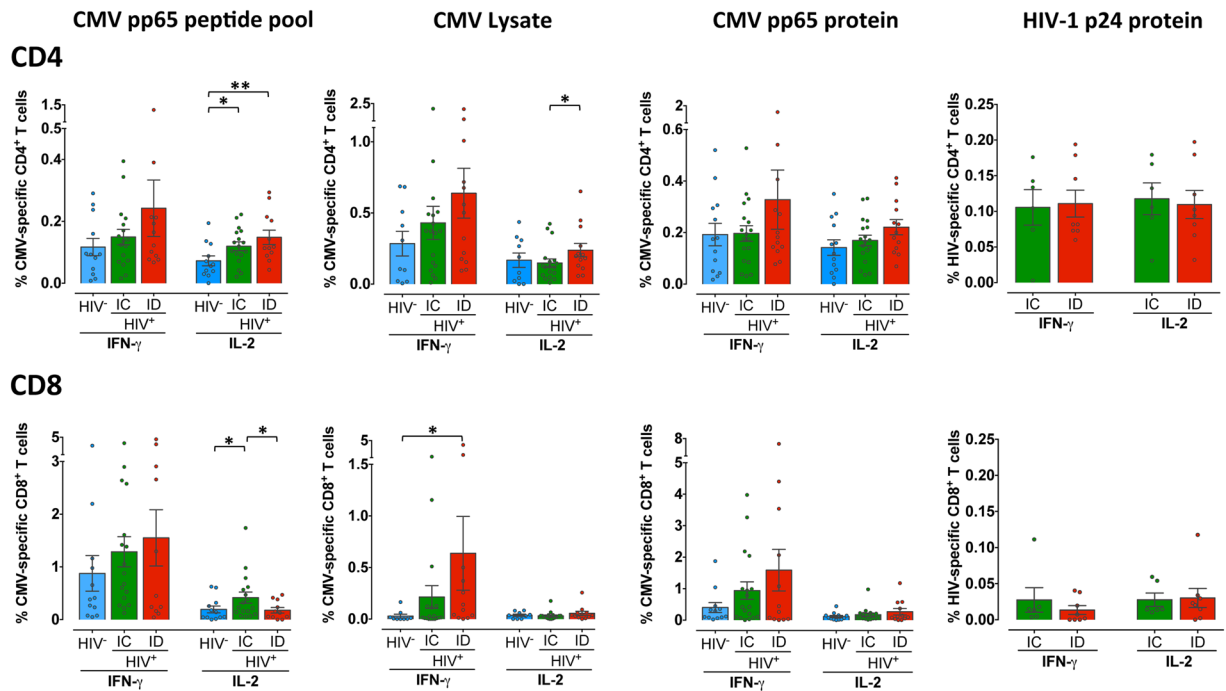 CMV pp65 peptide pool CMV Lysate CMV pp65 protein HIV-1 p24 protein
CD4
% CMV-specific CD4⁺ T cells
1.5
0.5
0.4
0.2
0.0
* **
HIV⁻ IC ID HIV⁻ IC ID
HIV⁺ HIV⁺
IFN-γ IL-2
% CMV-specific CD4⁺ T cells
2.5
1.0
0.5
0.0
*
HIV⁻ IC ID HIV⁻ IC ID
HIV⁺ HIV⁺
IFN-γ IL-2
% CMV-specific CD4⁺ T cells
2
0.6
0.4
0.2
0.0
HIV⁻ IC ID HIV⁻ IC ID
HIV⁺ HIV⁺
IFN-γ IL-2
% HIV-specific CD4⁺ T cells
0.25
0.20
0.15
0.10
0.05
0.00
IC ID IC ID
IFN-γ IL-2
CD8
% CMV-specific CD8⁺ T cells
5
3
2
1
0
* *
HIV⁻ IC ID HIV⁻ IC ID
HIV⁺ HIV⁺
IFN-γ IL-2
% CMV-specific CD8⁺ T cells
5
1.5
1.0
0.5
0.0
*
HIV⁻ IC ID HIV⁻ IC ID
HIV⁺ HIV⁺
IFN-γ IL-2
% CMV-specific CD8⁺ T cells
8
5
4
3
2
1
0
HIV⁻ IC ID HIV⁻ IC ID
HIV⁺ HIV⁺
IFN-γ IL-2
% HIV-specific CD8⁺ T cells
0.25
0.20
0.15
0.10
0.05
0.00
IC ID IC ID
IFN-γ IL-2